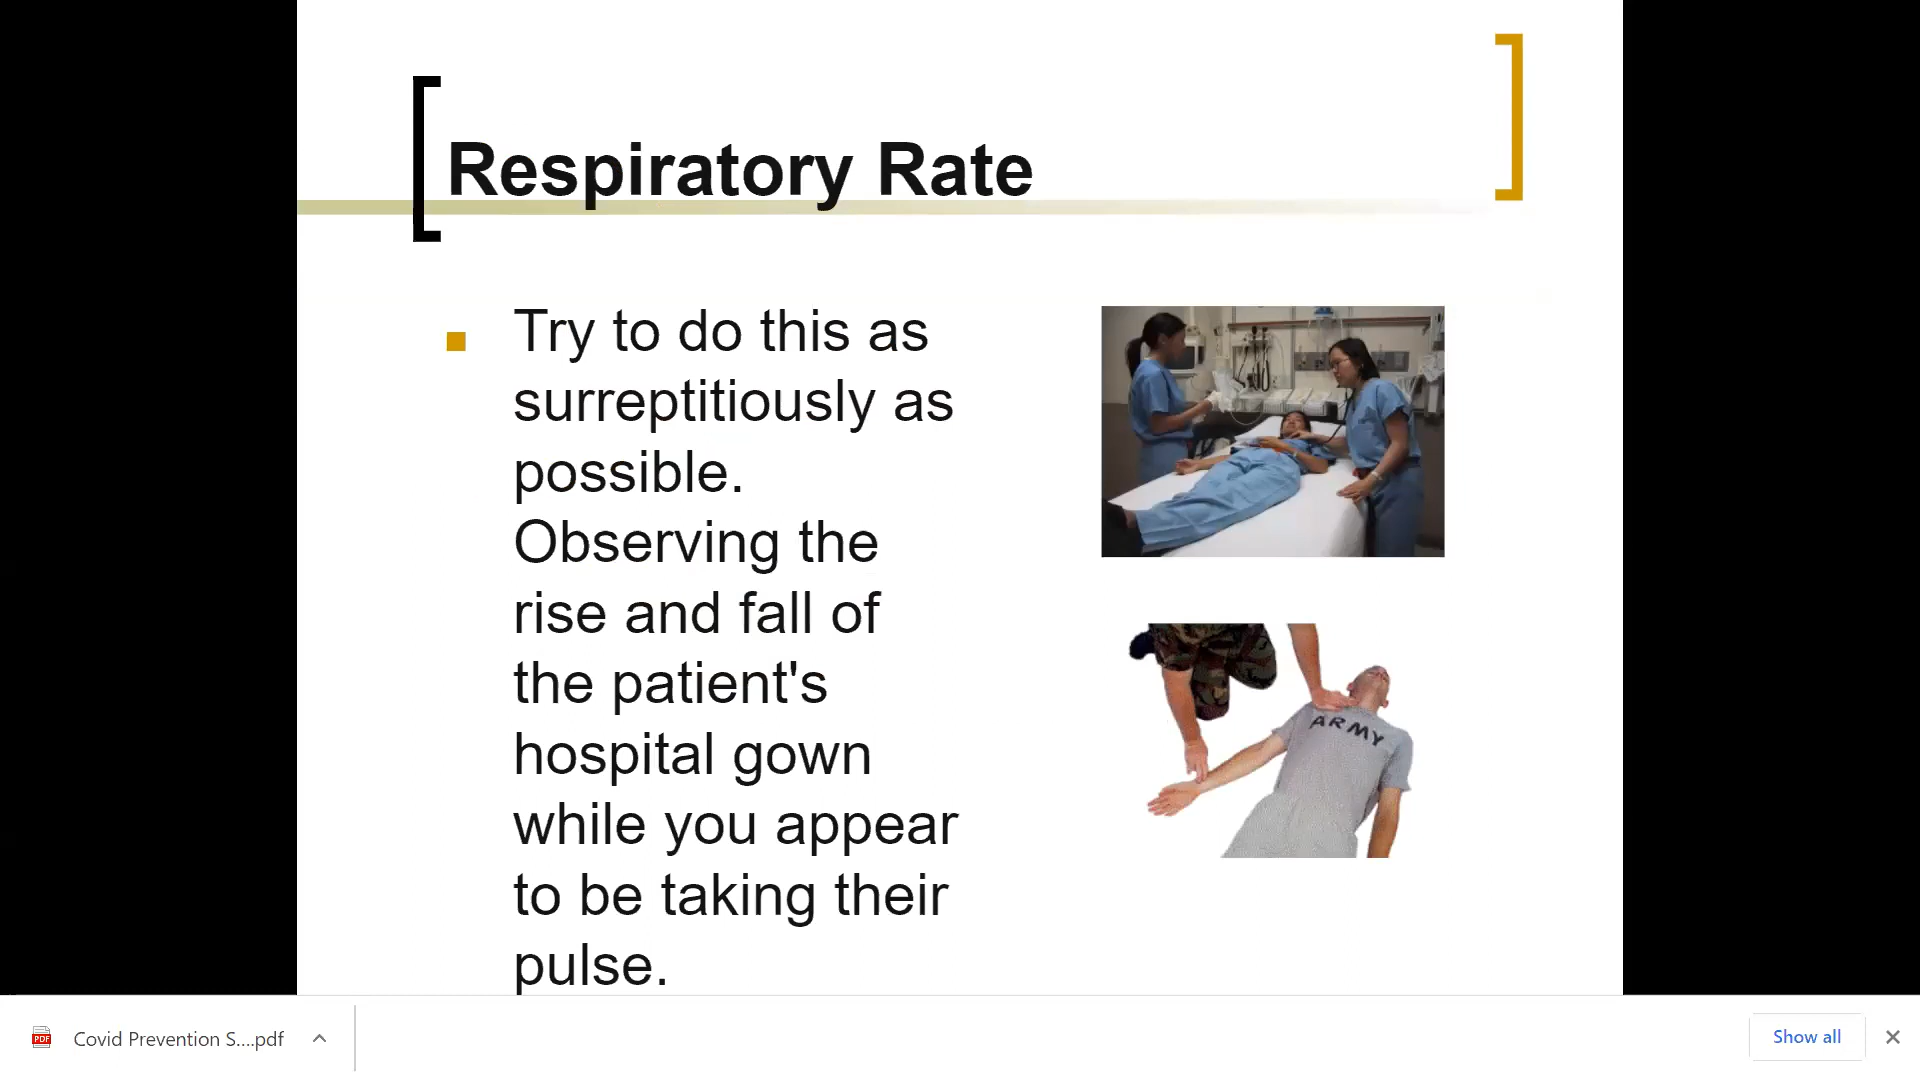 Respiratory Rate
Try to do this as
surreptitiously as
possible.
Observing the
rise and fall of
the patient's
hospital gown
while you appear
to be taking their
pulse.
ARMY
PDF
Covid Prevention S....pdf
Show all